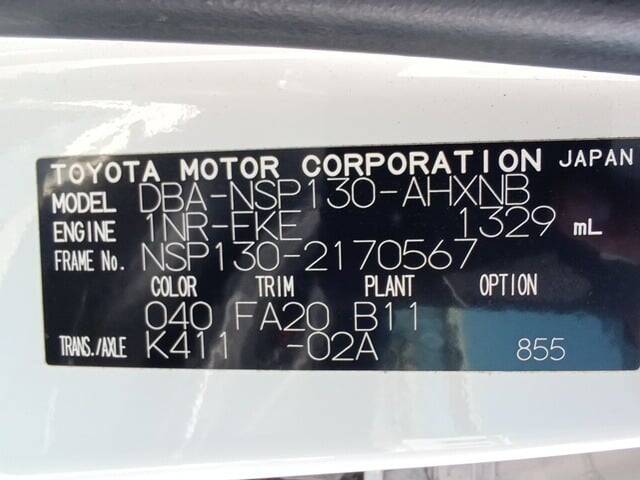 TOYOTA MOTOR CORPORATION JAPAN
MODEL DBA-NSP130-AHXNB
ENGINE 1NR-EKE 1329 mL
FRAME No. NSP130-2170567
COLOR TRIM PLANT OPTION
040 FA20 B11
TRANS./AXLE K411 -02A 855